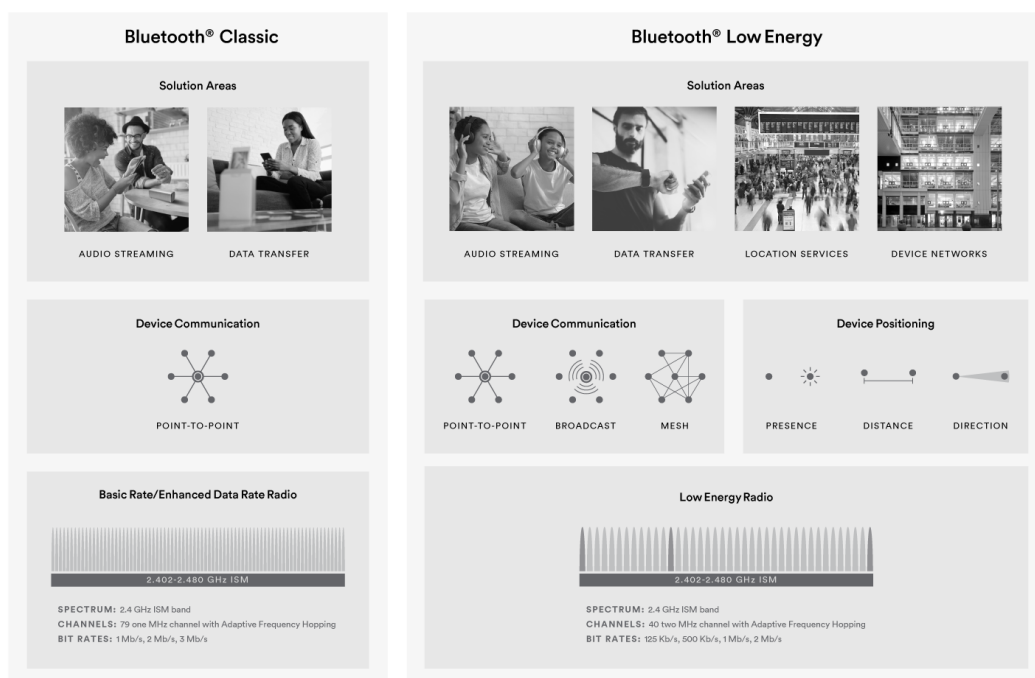 Bluetooth® Classic
Solution Areas
AUDIO STREAMING
DATA TRANSFER
Device Communication
POINT-TO-POINT
Basic Rate/Enhanced Data Rate Radio
2.402-2.480 GHz ISM
SPECTRUM: 2.4 GHz ISM band
CHANNELS: 79 one MHz channel with Adaptive Frequency Hopping
BIT RATES: 1 Mb/s, 2 Mb/s, 3 Mb/s
Bluetooth® Low Energy
Solution Areas
AUDIO STREAMING
DATA TRANSFER
LOCATION SERVICES
DEVICE NETWORKS
Device Communication
POINT-TO-POINT
BROADCAST
MESH
Device Positioning
PRESENCE
DISTANCE
DIRECTION
Low Energy Radio
2.402-2.480 GHz ISM
SPECTRUM: 2.4 GHz ISM band
CHANNELS: 40 two MHz channel with Adaptive Frequency Hopping
BIT RATES: 125 Kb/s, 500 Kb/s, 1 Mb/s, 2 Mb/s